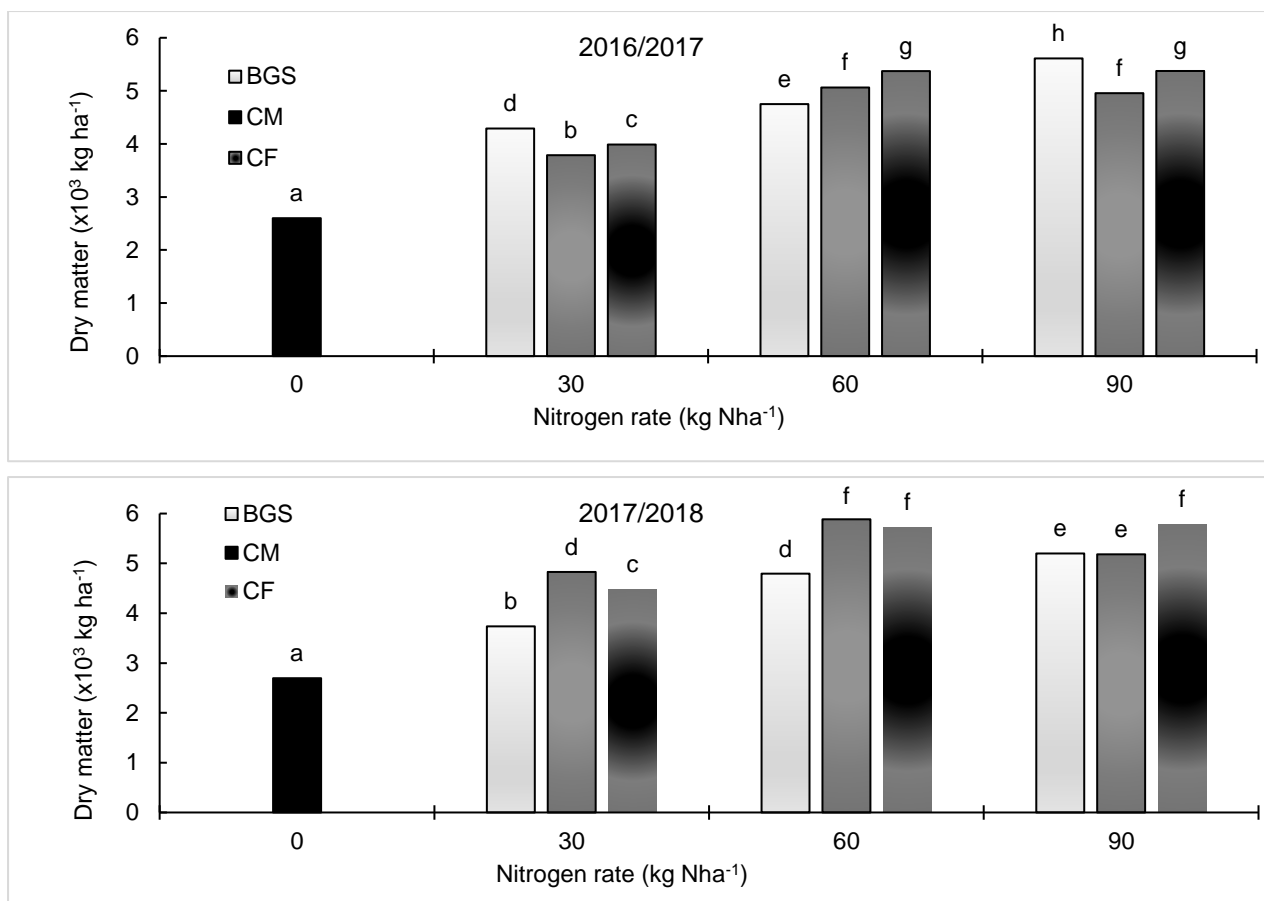 2016/2017
6
5
4
3
2
1
0
Dry matter (x10³ kg ha⁻¹)
BGS
CM
CF
a
d
b
c
e
f
g
h
f
g
0
30
60
90
Nitrogen rate (kg Nha⁻¹)
2017/2018
6
5
4
3
2
1
0
Dry matter (x10³ kg ha⁻¹)
BGS
CM
CF
a
b
d
c
d
f
f
e
e
f
0
30
60
90
Nitrogen rate (kg Nha⁻¹)